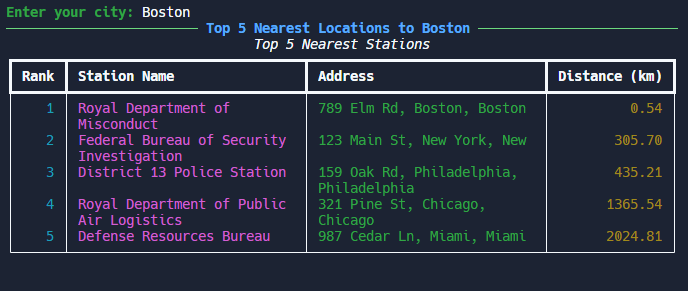 Enter your city: Boston
Top 5 Nearest Locations to Boston
Top 5 Nearest Stations
Rank Station Name Address Distance (km)
1 Royal Department of 789 Elm Rd, Boston, Boston 0.54
Misconduct
2 Federal Bureau of Security 123 Main St, New York, New 305.70
Investigation
3 District 13 Police Station 159 Oak Rd, Philadelphia, 435.21
Philadelphia
4 Royal Department of Public 321 Pine St, Chicago, 1365.54
Air Logistics Chicago
5 Defense Resources Bureau 987 Cedar Ln, Miami, Miami 2024.81